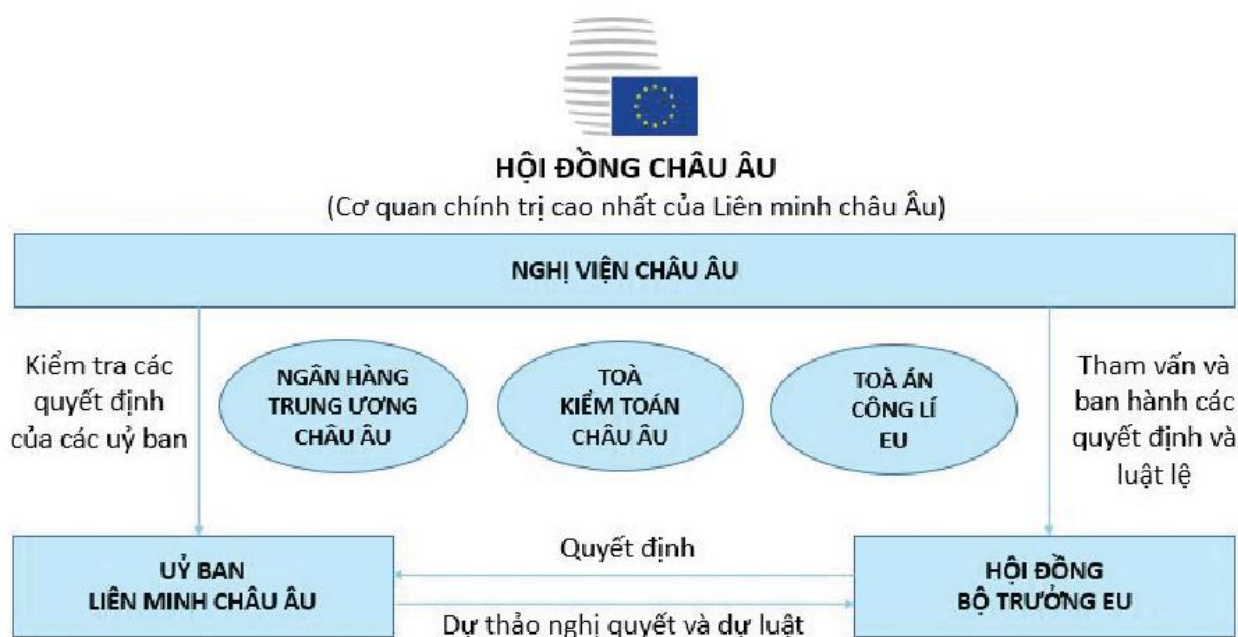 HỘI ĐỒNG CHÂU ÂU
(Cơ quan chính trị cao nhất của Liên minh châu Âu)
NGHỊ VIỆN CHÂU ÂU
Kiểm tra các
quyết định
của các uỷ ban
NGÂN HÀNG
TRUNG ƯƠNG
CHÂU ÂU
TOÀ
KIỂM TOÁN
CHÂU ÂU
TOÀ ÁN
CÔNG LÍ
EU
Tham vấn và
ban hành các
quyết định và
luật lệ
UỶ BAN
LIÊN MINH CHÂU ÂU
Quyết định
Dự thảo nghị quyết và dự luật
HỘI ĐỒNG
BỘ TRƯỞNG EU